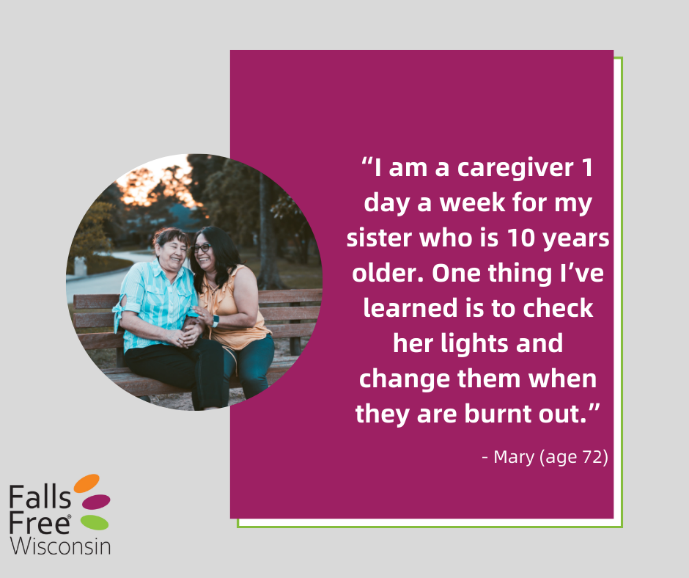 “I am a caregiver 1
day a week for my
sister who is 10 years
older. One thing I’ve
learned is to check
her lights and
change them when
they are burnt out.”
- Mary (age 72)
Falls
Free®
Wisconsin